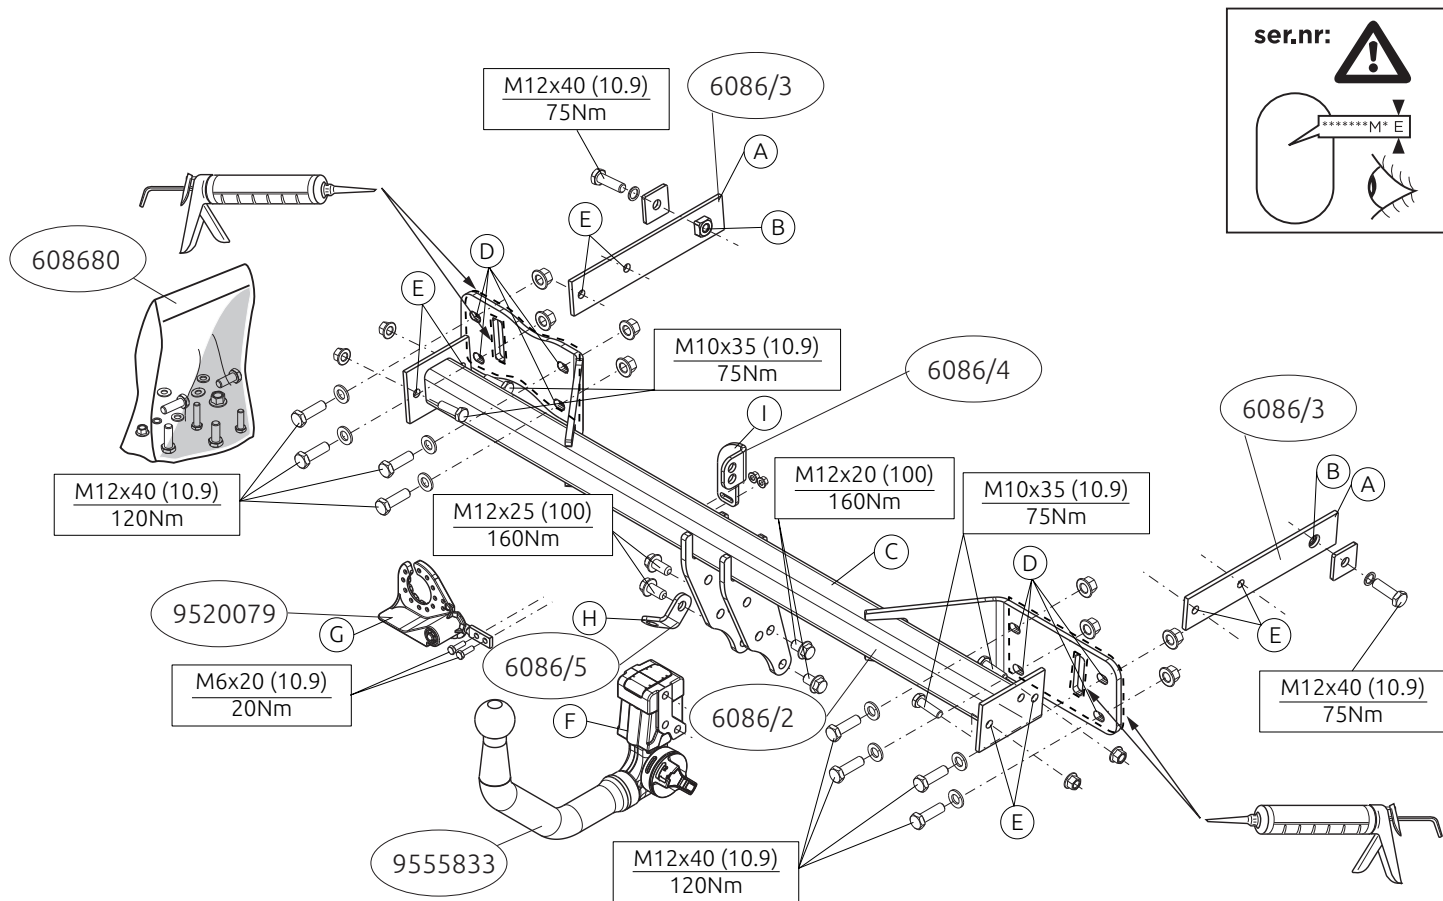 ser.nr:
*******M* E
M12x40 (10.9)
75Nm
6086/3
A
B
E
D
E
608680
M10x35 (10.9)
75Nm
6086/4
I
6086/3
B
A
M12x40 (10.9)
120Nm
M12x25 (100)
160Nm
M12x20 (100)
160Nm
M10x35 (10.9)
75Nm
C
D
9520079
G
H
6086/5
E
M6x20 (10.9)
20Nm
F
6086/2
M12x40 (10.9)
75Nm
E
9555833
M12x40 (10.9)
120Nm